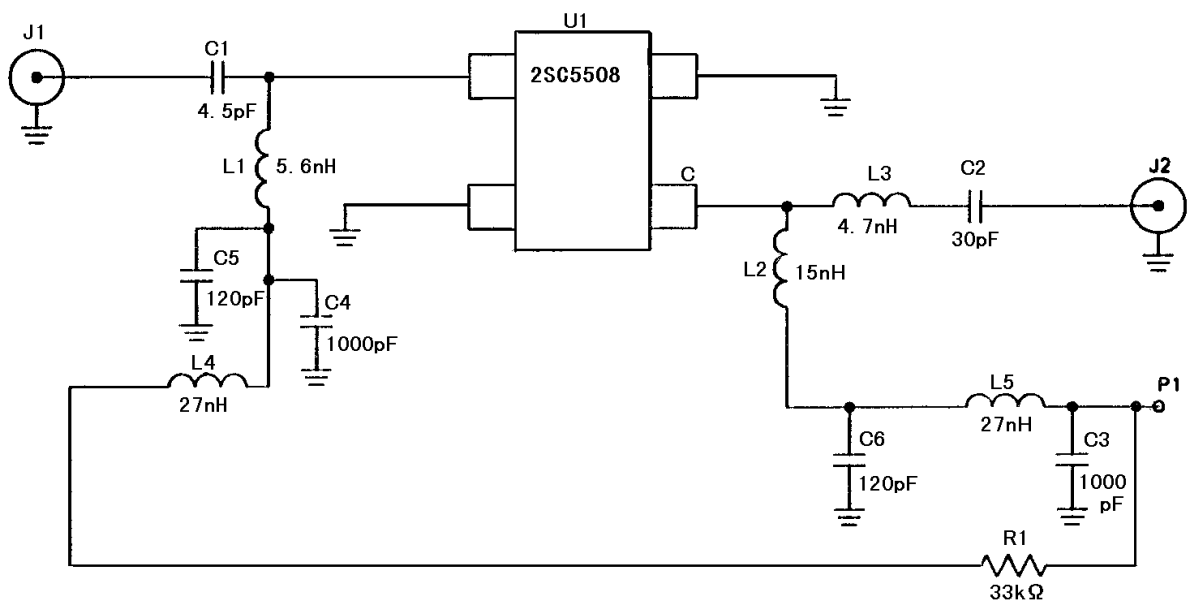 J1
C1
4.5pF
U1
2SC5508
L1
5.6nH
C
L3
4.7nH
C2
30pF
J2
L2
15nH
C5
120pF
C4
1000pF
L4
27nH
L5
27nH
P1
C6
120pF
C3
1000
pF
R1
33kΩ